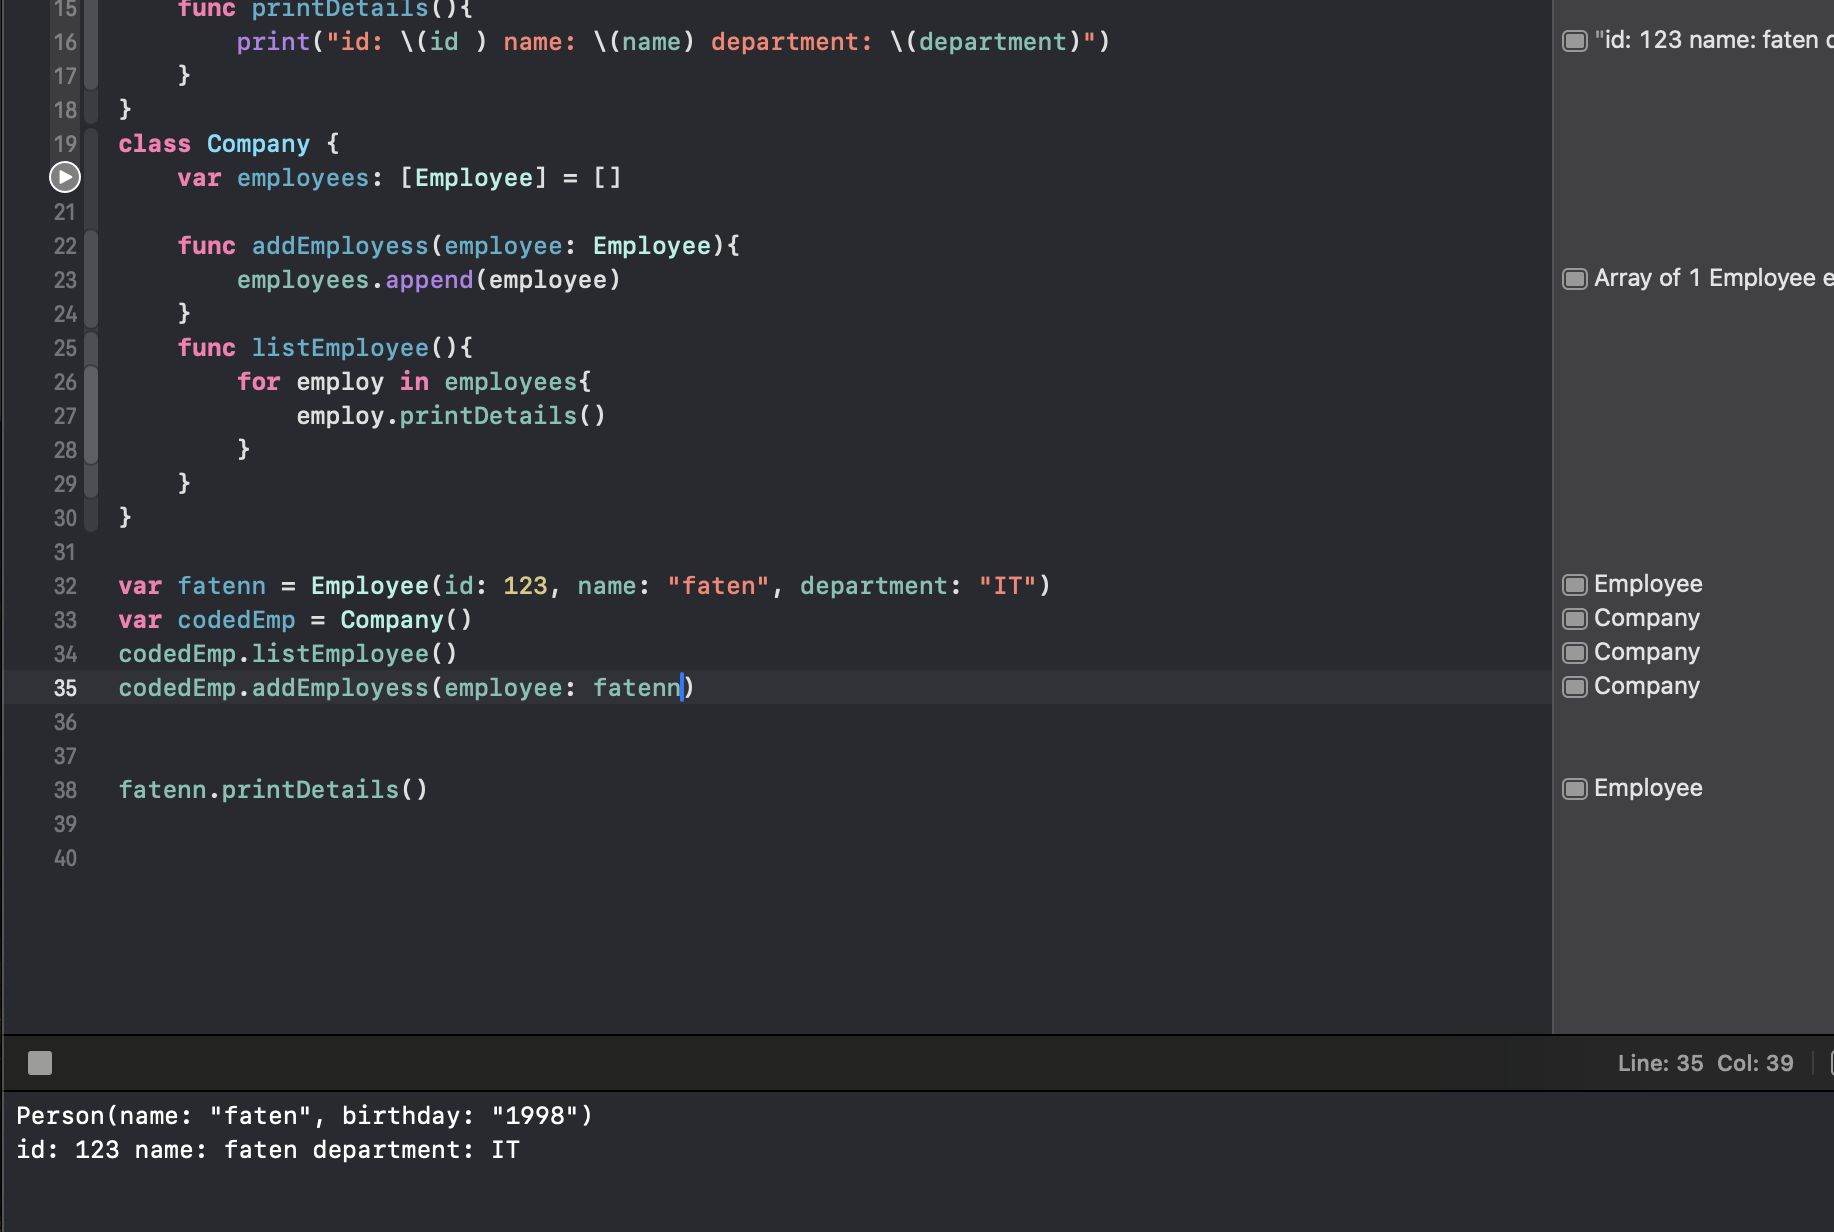 15 func printDetails(){
16 print("id: \(id ) name: \(name) department: \(department)")
"id: 123 name: faten
17 }
18 }
19 class Company {
var employees: [Employee] = []
21
22 func addEmployess(employee: Employee){
23 employees.append(employee)
Array of 1 Employee e
24 }
25 func listEmployee(){
26 for employ in employees{
27 employ.printDetails()
28 }
29 }
30 }
31
32 var fatenn = Employee(id: 123, name: "faten", department: "IT")
Employee
33 var codedEmp = Company()
Company
34 codedEmp.listEmployee()
Company
35 codedEmp.addEmployess(employee: fatenn)
Company
36
37
38 fatenn.printDetails()
Employee
39
40
Line: 35 Col: 39
Person(name: "faten", birthday: "1998")
id: 123 name: faten department: IT